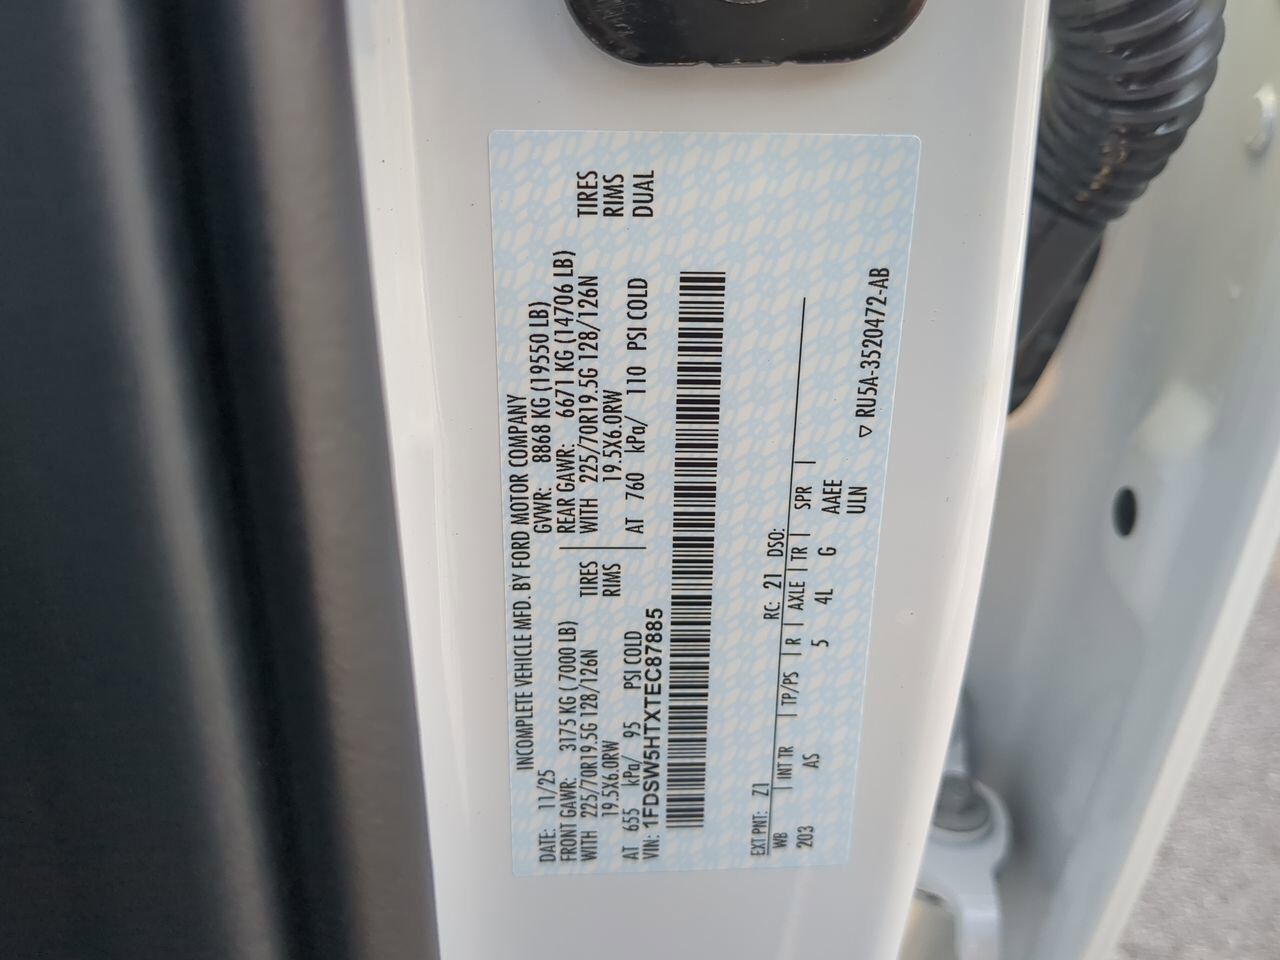 INCOMPLETE VEHICLE MFD. BY FORD MOTOR COMPANY
DATE: 11/25 GVWR: 8868 KG (19550 LB)
FRONT GAWR: 3175 KG (7000 LB) REAR GAWR: 6671 KG (14706 LB)
WITH 225/70R19.5G 128/126N TIRES WITH 225/70R19.5G 128/126N TIRES
19.5X6.0RW RIMS 19.5X6.0RW RIMS
AT 655 kPa/ 95 PSI COLD AT 760 kPa/ 110 PSI COLD DUAL
VIN: 1FDSW5HTXTEC87885
EXT PNT: Z1 RC: 21 DSO:
WB INT TR TP/PS R AXLE TR SPR
203 AS 5 4L G AAEE
ULN
▽ RU5A-3520472-AB